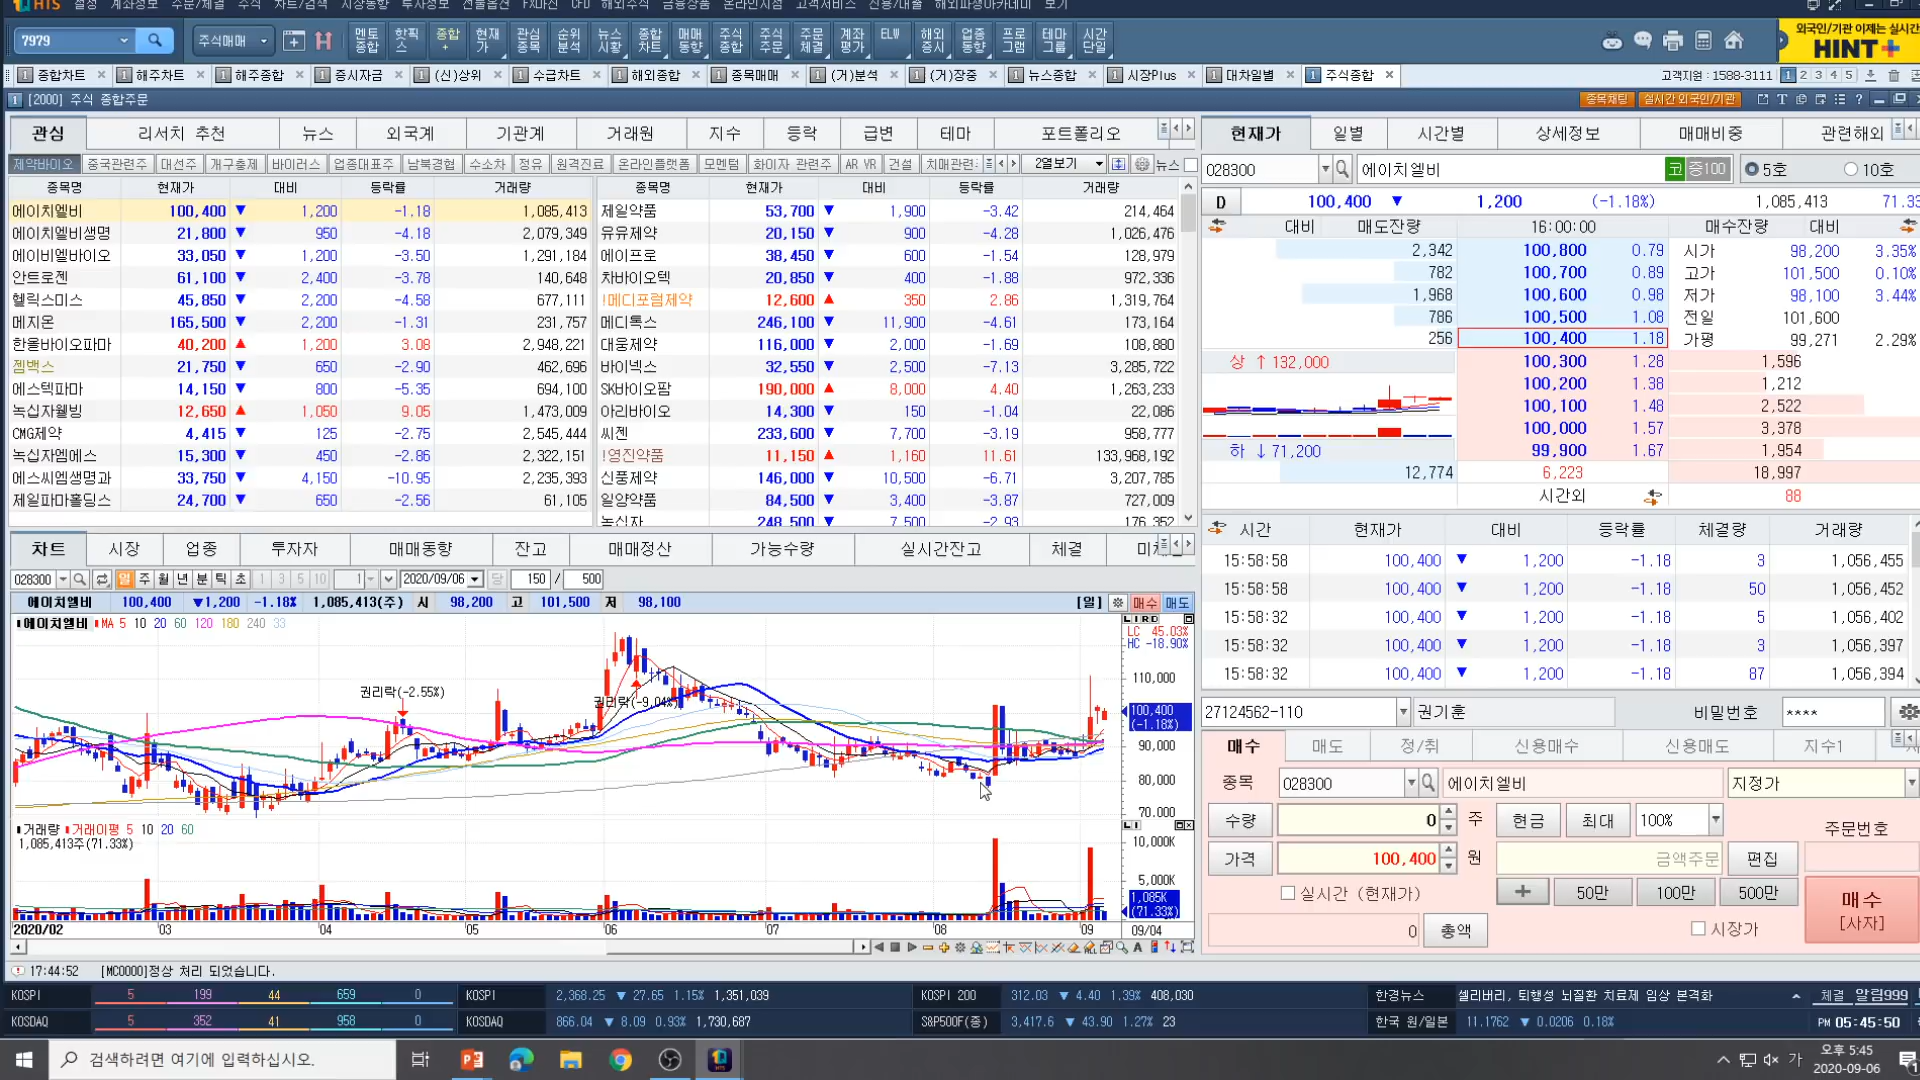 HTS 설정 계좌정보 주문/체결 주식 차트/검색 시장동향 투자정보 선물옵션 FX마진 CFD 해외주식 금융상품 온라인지점 고객서비스 신용/대출 해외파생아카데미 보기
7979 주식매매 멘토종합 핫픽스 종합+ 현재가 관심종목 순위분석 뉴스시황 종합차트 매매동향 주식종합 주식주문 주문체결 계좌평가 ELW 해외증시 업종동향 프로그램 테마그룹 시간단일
외국인/기관 이제는 실시간
HINT+
1 종합차트 1 해주차트 1 해주종합 1 증시자금 1 (신)상위 1 수급차트 1 해외종합 1 종목매매 1 (거)분석 1 (거)장중 1 뉴스종합 1 시장Plus 1 대차일별 1 주식종합 고객지원 : 1588-3111 1 2 3 4 5
1 [2000] 주식 종합주문 종목채팅 실시간 외국인/기관
관심 리서치 추천 뉴스 외국계 기관계 거래원 지수 등락 급변 테마 포트폴리오
제약바이오 중국관련주 대선주 개구충제 바이러스 업종대표주 남북경협 수소차 정유 원격진료 온라인플랫폼 모멘텀 화이자 관련주 AR VR 건설 치매관련 2열보기 뉴스
종목명 현재가 대비 등락률 거래량
에이치엘비 100,400 ▼ 1,200 -1.18 1,085,413
에이치엘비생명 21,800 ▼ 950 -4.18 2,079,349
에이비엘바이오 33,050 ▼ 1,200 -3.50 1,291,184
안트로젠 61,100 ▼ 2,400 -3.78 140,648
헬릭스미스 45,850 ▼ 2,200 -4.58 677,111
메지온 165,500 ▼ 2,200 -1.31 231,757
한올바이오파마 40,200 ▲ 1,200 3.08 2,948,221
젬백스 21,750 ▼ 650 -2.90 462,696
에스텍파마 14,150 ▼ 800 -5.35 694,100
녹십자웰빙 12,650 ▲ 1,050 9.05 1,473,009
CMG제약 4,415 ▼ 125 -2.75 2,545,444
녹십자엠에스 15,300 ▼ 450 -2.86 2,322,151
에스씨엠생명과 33,750 ▼ 4,150 -10.95 2,235,393
제일파마홀딩스 24,700 ▼ 650 -2.56 61,105
종목명 현재가 대비 등락률 거래량
제일약품 53,700 ▼ 1,900 -3.42 214,464
유유제약 20,150 ▼ 900 -4.28 1,026,476
에이프로 38,450 ▼ 600 -1.54 128,979
차바이오텍 20,850 ▼ 400 -1.88 972,336
!메디포럼제약 12,600 ▲ 350 2.86 1,319,764
메디톡스 246,100 ▼ 11,900 -4.61 173,164
대웅제약 116,000 ▼ 2,000 -1.69 108,880
바이넥스 32,550 ▼ 2,500 -7.13 3,285,722
SK바이오팜 190,000 ▲ 8,000 4.40 1,263,233
아리바이오 14,300 ▼ 150 -1.04 22,086
씨젠 233,600 ▼ 7,700 -3.19 958,777
!영진약품 11,150 ▲ 1,160 11.61 133,968,192
신풍제약 146,000 ▼ 10,500 -6.71 3,207,785
일양약품 84,500 ▼ 3,400 -3.87 727,009
녹십자 248,500 ▼ 7,500 -2.93 176,352
차트 시장 업종 투자자 매매동향 잔고 매매정산 가능수량 실시간잔고 체결
028300 일 주 월 년 분 틱 초 1 3 5 10 1 2020/09/06 당 150 / 500
에이치엘비 100,400 ▼1,200 -1.18% 1,085,413(주) 시 98,200 고 101,500 저 98,100 [일] 매수 매도
에이치엘비 MA 5 10 20 60 120 180 240 33
LC 45.03%
HC -18.90%
권리락(-2.55%)
권리락(-9.04%)
110,000
100,400
(-1.18%)
90,000
80,000
70,000
거래량 거래이평 5 10 20 60
1,085,413주(71.33%)
10,000K
5,000K
1,085K
(71.33%)
2020/02 03 04 05 06 07 08 09 09/04
17:44:52 [MC0000]정상 처리 되었습니다.
현재가 일별 시간별 상세정보 매매비중 관련해외
028300 에이치엘비 코 증100 5호 10호
D 100,400 ▼ 1,200 (-1.18%) 1,085,413 71.33
대비 매도잔량 16:00:00 매수잔량 대비
2,342 100,800 0.79 시가 98,200 3.35%
782 100,700 0.89 고가 101,500 0.10%
1,968 100,600 0.98 저가 98,100 3.44%
786 100,500 1.08 전일 101,600
256 100,400 1.18 가평 99,271 2.29%
상 ↑ 132,000 100,300 1.28 1,596
100,200 1.38 1,212
100,100 1.48 2,522
100,000 1.57 3,378
하 ↓ 71,200 99,900 1.67 1,954
12,774 6,223 18,997
시간외 88
시간 현재가 대비 등락률 체결량 거래량
15:58:58 100,400 ▼ 1,200 -1.18 3 1,056,455
15:58:58 100,400 ▼ 1,200 -1.18 50 1,056,452
15:58:32 100,400 ▼ 1,200 -1.18 5 1,056,402
15:58:32 100,400 ▼ 1,200 -1.18 3 1,056,397
15:58:32 100,400 ▼ 1,200 -1.18 87 1,056,394
27124562-110 권기훈 비밀번호 ****
매수 매도 정/취 신용매수 신용매도 지수1
종목 028300 에이치엘비 지정가
수량 0 주 현금 최대 100% 주문번호
가격 100,400 원 금액주문 편집
실시간 (현재가) + 50만 100만 500만
매수
[사자]
0 총액 시장가
KOSPI 5 199 44 659 0 KOSPI 2,368.25 ▼ 27.65 1.15% 1,351,039 KOSPI 200 312.03 ▼ 4.40 1.39% 408,030 한경뉴스 셀리버리, 퇴행성 뇌질환 치료제 임상 본격화 체결 알림999
KOSDAQ 5 352 41 958 0 KOSDAQ 866.04 ▼ 8.09 0.93% 1,730,687 S&P500F(종) 3,417.6 ▼ 43.90 1.27% 23 한국 원/일본 11.1762 ▼ 0.0206 0.18% PM 05:45:50
검색하려면 여기에 입력하십시오. 가 오후 5:45
2020-09-06